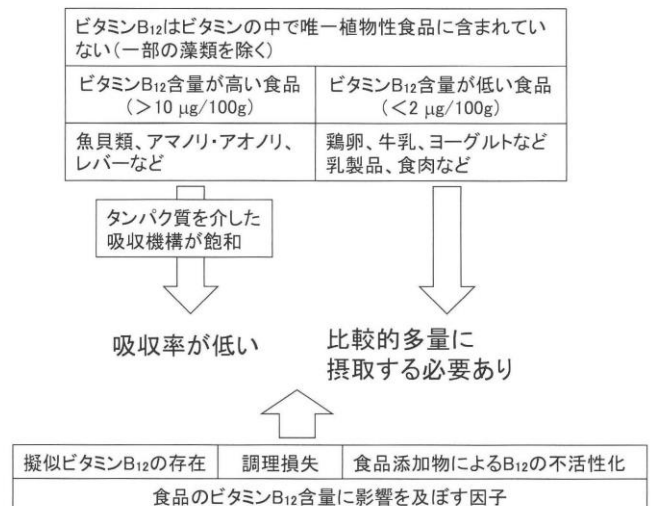 ビタミンB₁₂はビタミンの中で唯一植物性食品に含まれてい
ない(一部の藻類を除く)
ビタミンB₁₂含量が高い食品
(>10 μg/100g)
ビタミンB₁₂含量が低い食品
(<2 μg/100g)
魚貝類、アマノリ・アオノリ、
レバーなど
鶏卵、牛乳、ヨーグルトなど
乳製品、食肉など
タンパク質を介した
吸収機構が飽和
吸収率が低い
比較的多量に
摂取する必要あり
擬似ビタミンB₁₂の存在
調理損失
食品添加物によるB₁₂の不活性化
食品のビタミンB₁₂含量に影響を及ぼす因子